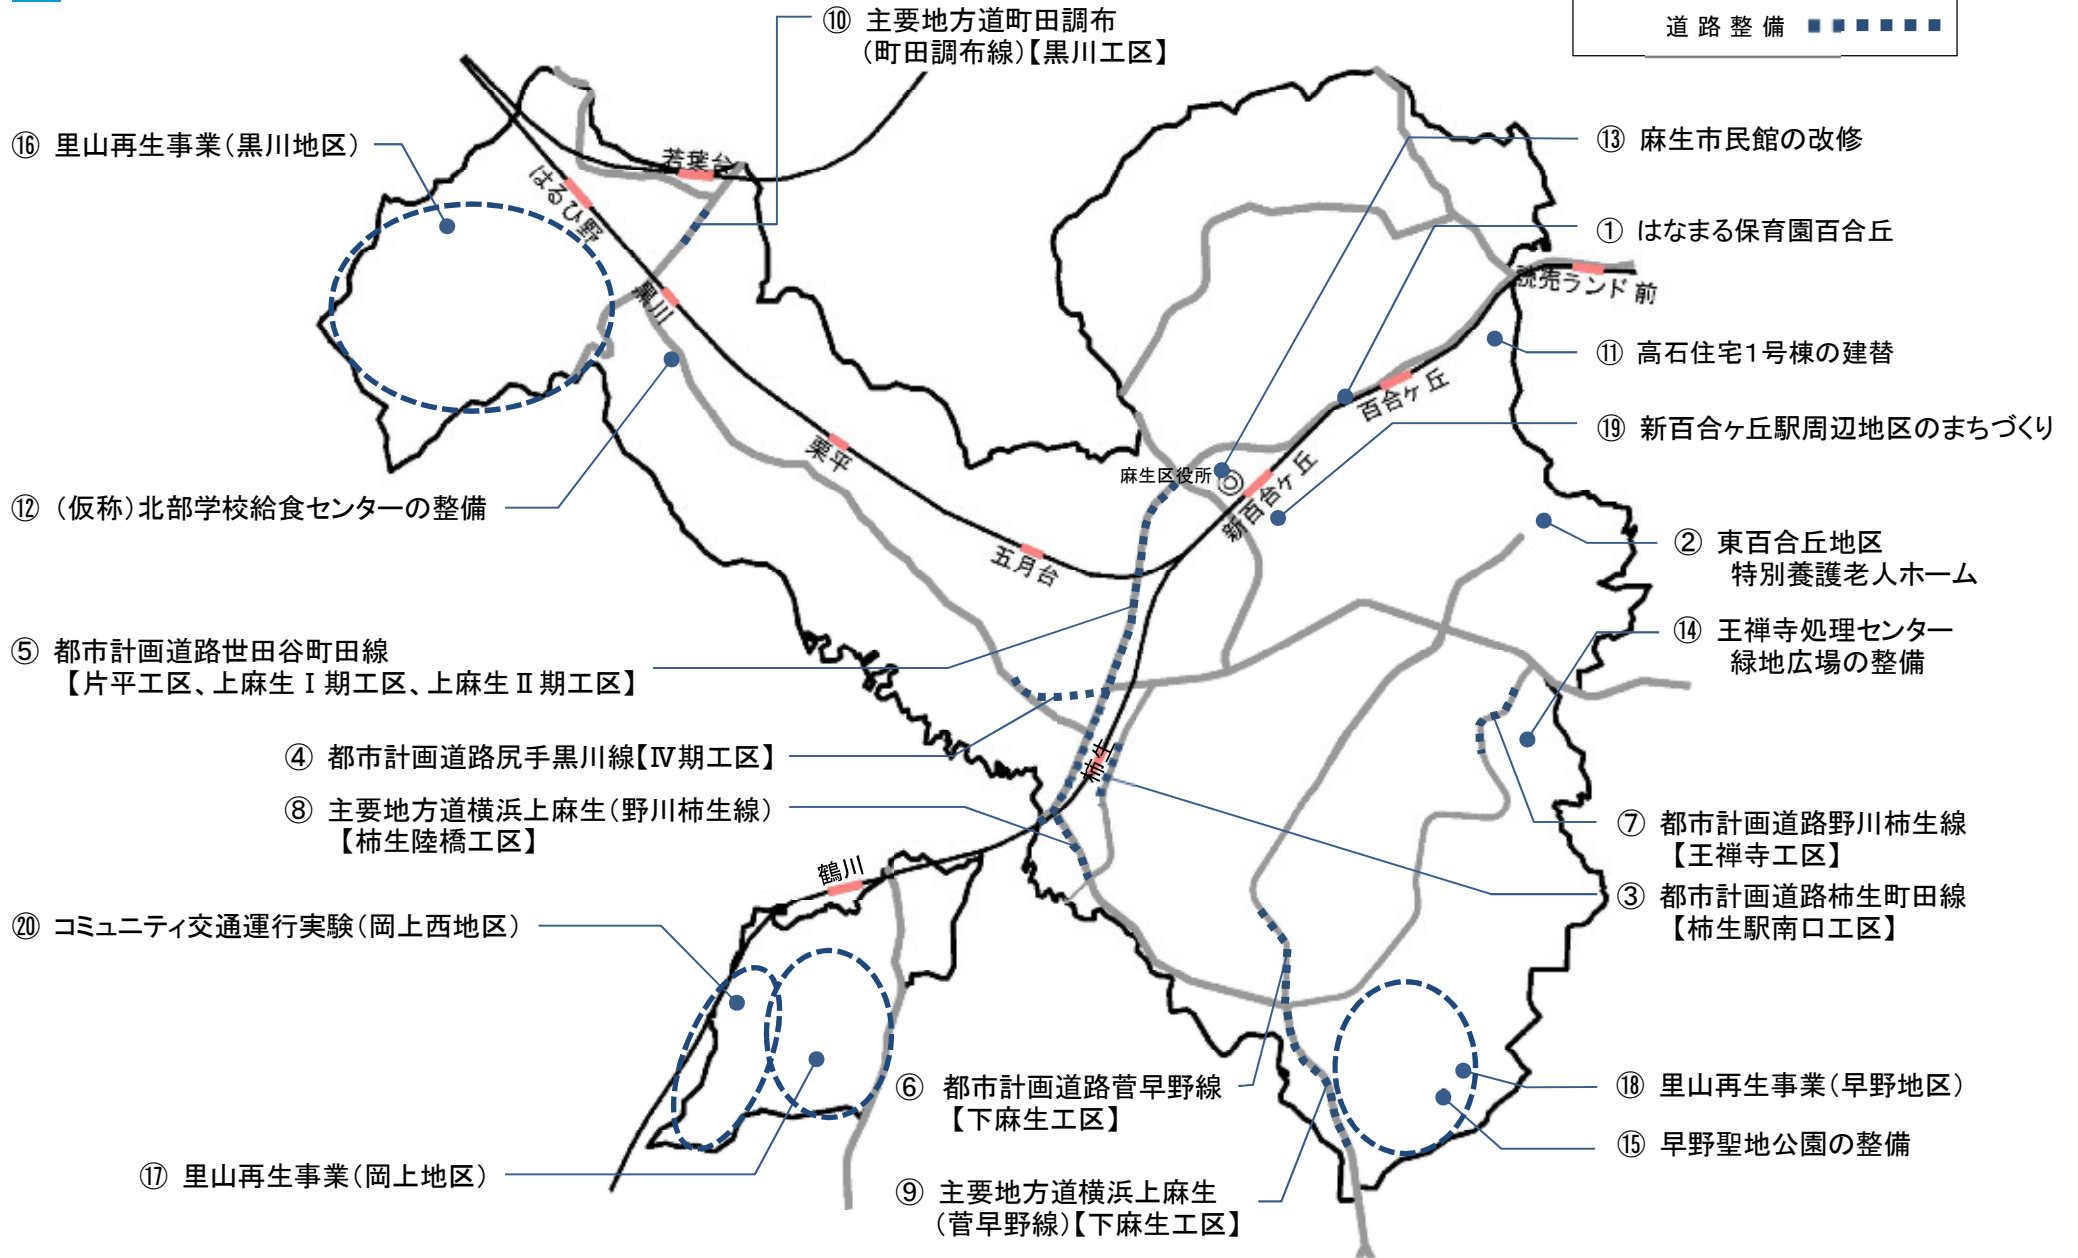 ⑩ 主要地方道町田調布
(町田調布線)【黒川工区】
道路整備
⑯ 里山再生事業(黒川地区)
若葉台
はるひ野
黒川
⑬ 麻生市民館の改修
① はなまる保育園百合丘
読売ランド前
⑪ 高石住宅1号棟の建替
百合ヶ丘
⑲ 新百合ヶ丘駅周辺地区のまちづくり
栗平
麻生区役所
新百合ヶ丘
⑫ (仮称)北部学校給食センターの整備
五月台
② 東百合丘地区
特別養護老人ホーム
⑭ 王禅寺処理センター
緑地広場の整備
⑤ 都市計画道路世田谷町田線
【片平工区、上麻生Ⅰ期工区、上麻生Ⅱ期工区】
④ 都市計画道路尻手黒川線【Ⅳ期工区】
柿生
⑧ 主要地方道横浜上麻生(野川柿生線)
【柿生陸橋工区】
⑦ 都市計画道路野川柿生線
【王禅寺工区】
鶴川
③ 都市計画道路柿生町田線
【柿生駅南口工区】
⑳ コミュニティ交通運行実験(岡上西地区)
⑥ 都市計画道路菅早野線
【下麻生工区】
⑱ 里山再生事業(早野地区)
⑮ 早野聖地公園の整備
⑰ 里山再生事業(岡上地区)
⑨ 主要地方道横浜上麻生
(菅早野線)【下麻生工区】